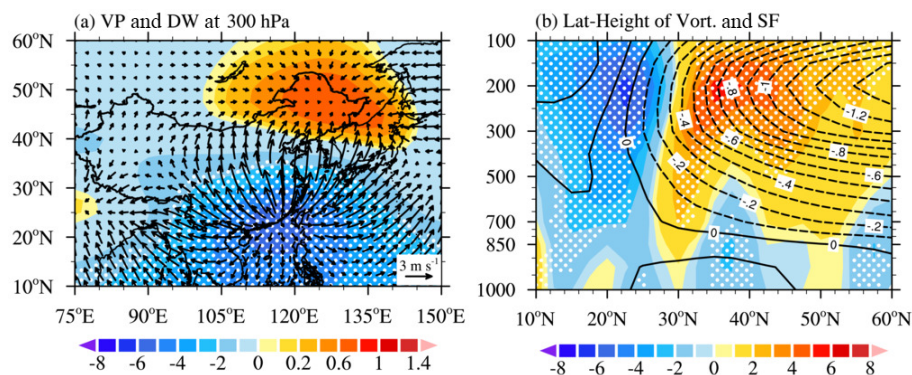 (a) VP and DW at 300 hPa
(b) Lat-Height of Vort. and SF
60°N
50°N
40°N
30°N
20°N
10°N
3 m s⁻¹
75°E 90°E 105°E 120°E 135°E 150°E
-8 -6 -4 -2 0 0.2 0.6 1 1.4
100
200
300
500
700
850
1000
0
-.2
-.4
-.8
-1
-.6
-1.2
-.8
-.6
-.4
-.2
-.2
0
0
10°N 20°N 30°N 40°N 50°N 60°N
-8 -6 -4 -2 0 2 4 6 8